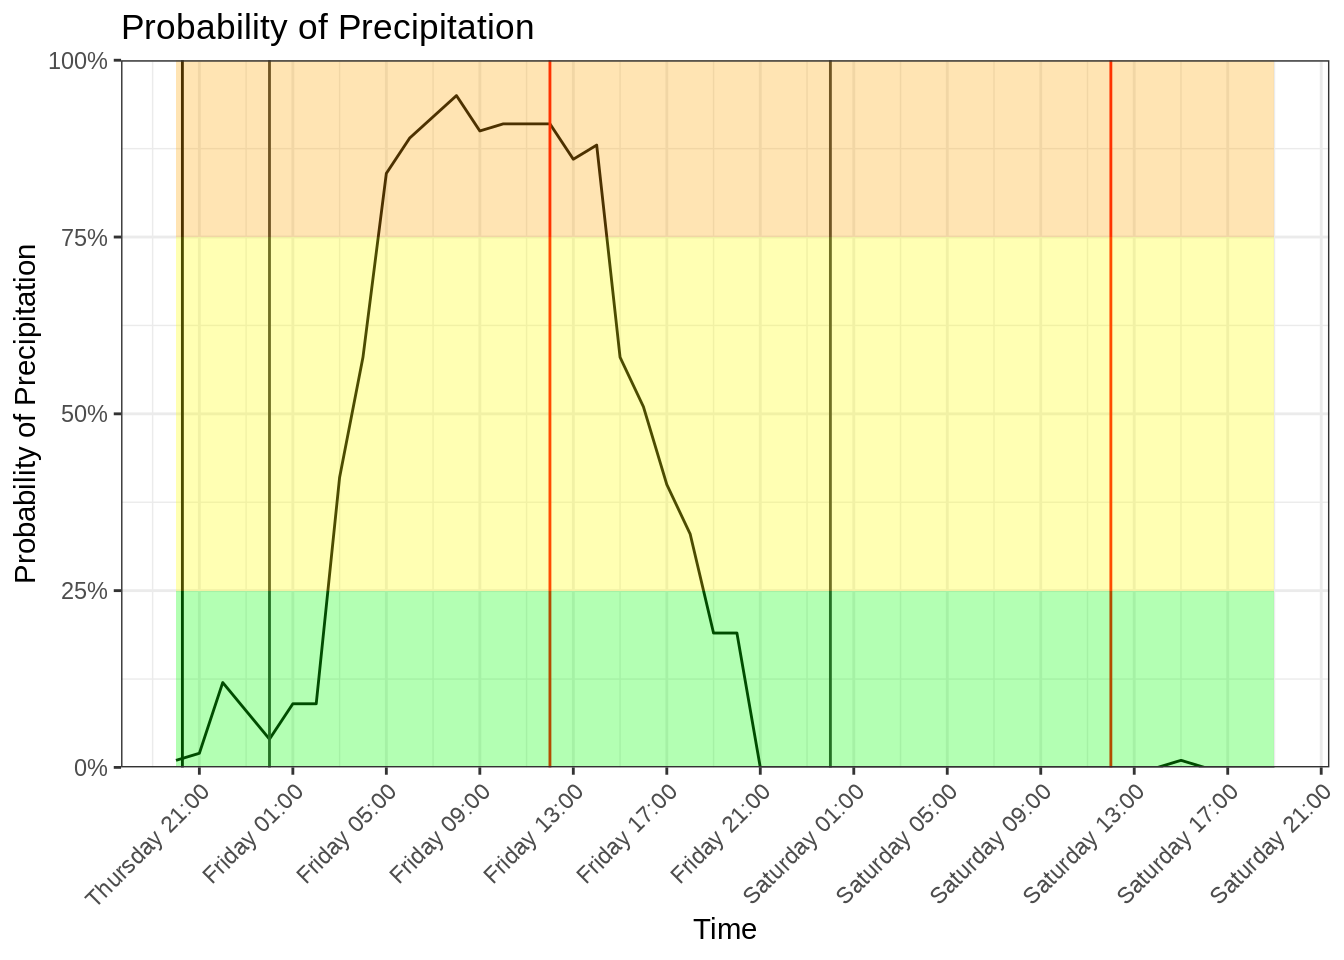 Probability of Precipitation
Probability of Precipitation
100%
75%
50%
25%
0%
Thursday 21:00
Friday 01:00
Friday 05:00
Friday 09:00
Friday 13:00
Friday 17:00
Friday 21:00
Saturday 01:00
Saturday 05:00
Saturday 09:00
Saturday 13:00
Saturday 17:00
Saturday 21:00
Time